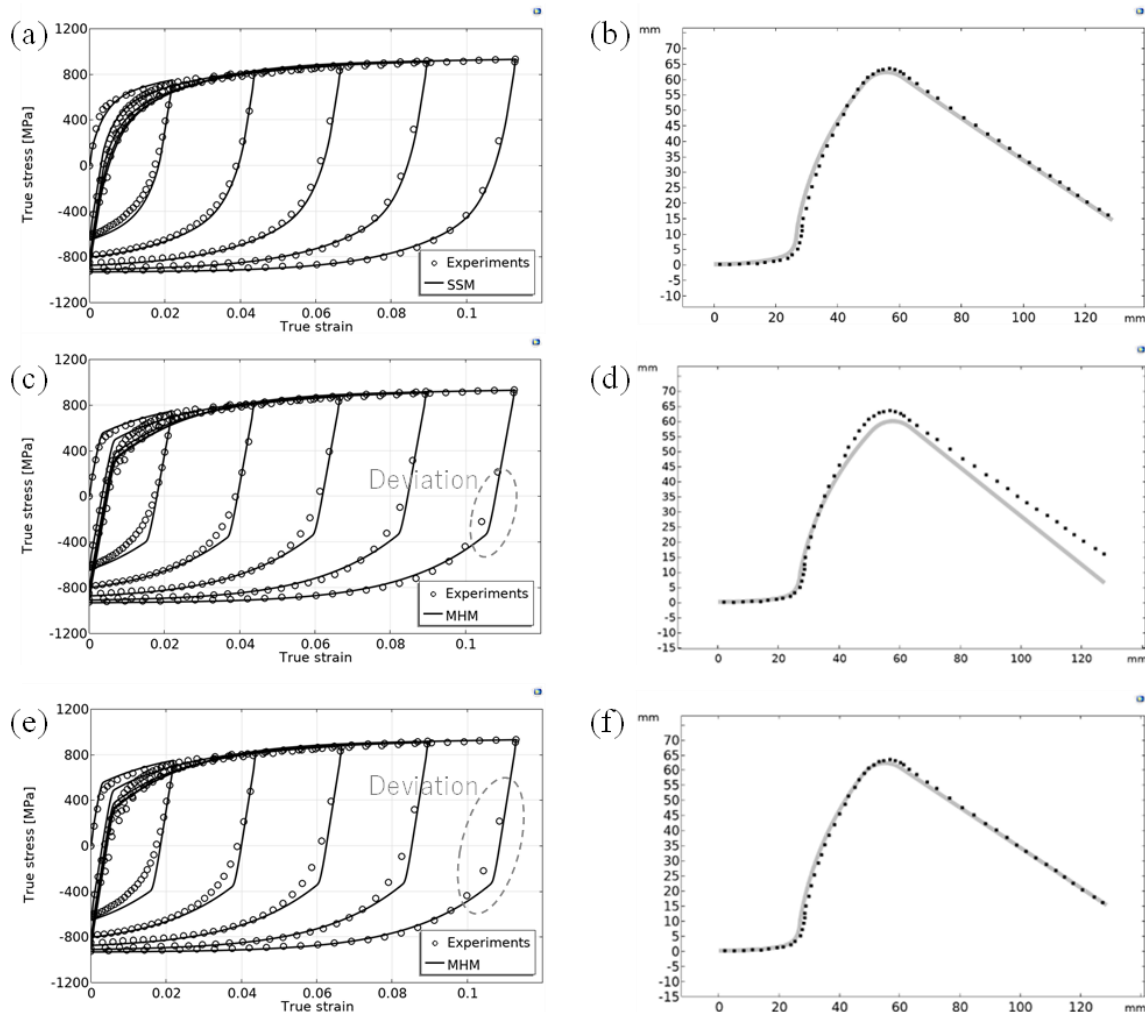 (a)
1200
800
400
0
-400
-800
-1200
True stress [MPa]
0 0.02 0.04 0.06 0.08 0.1
True strain
Experiments
SSM
(b)
mm
65
60
55
50
45
40
35
30
25
20
15
10
5
0
-5
-10
0 20 40 60 80 100 120 mm
(c)
1200
800
400
0
-400
-800
-1200
True stress [MPa]
0 0.02 0.04 0.06 0.08 0.1
True strain
Deviation
Experiments
MHM
(d)
mm
70
65
60
55
50
45
40
35
30
25
20
15
10
5
0
-5
-10
-15
0 20 40 60 80 100 120 mm
(e)
1200
800
400
0
-400
-800
-1200
True stress [MPa]
0 0.02 0.04 0.06 0.08 0.1
True strain
Deviation
Experiments
MHM
(f)
mm
70
65
60
55
50
45
40
35
30
25
20
15
10
5
0
-5
-10
-15
0 20 40 60 80 100 120 mm